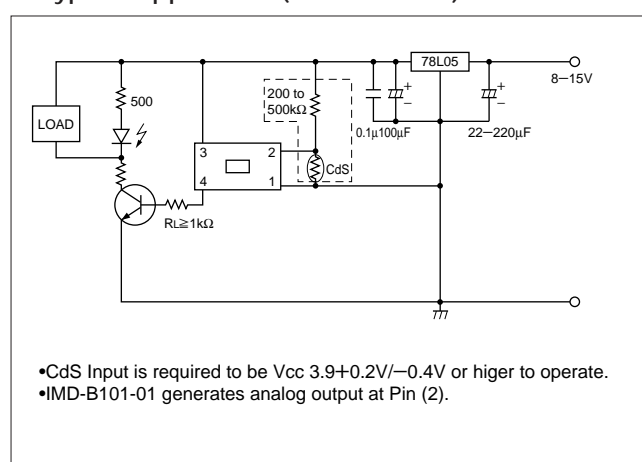 78L05
8–15V
500
200 to
500kΩ
+
–
+
–
LOAD
0.1μ100μF
22–220μF
3
2
CdS
4
1
RL≧1kΩ
•CdS Input is required to be Vcc 3.9+0.2V/–0.4V or higer to operate.
•IMD-B101-01 generates analog output at Pin (2).